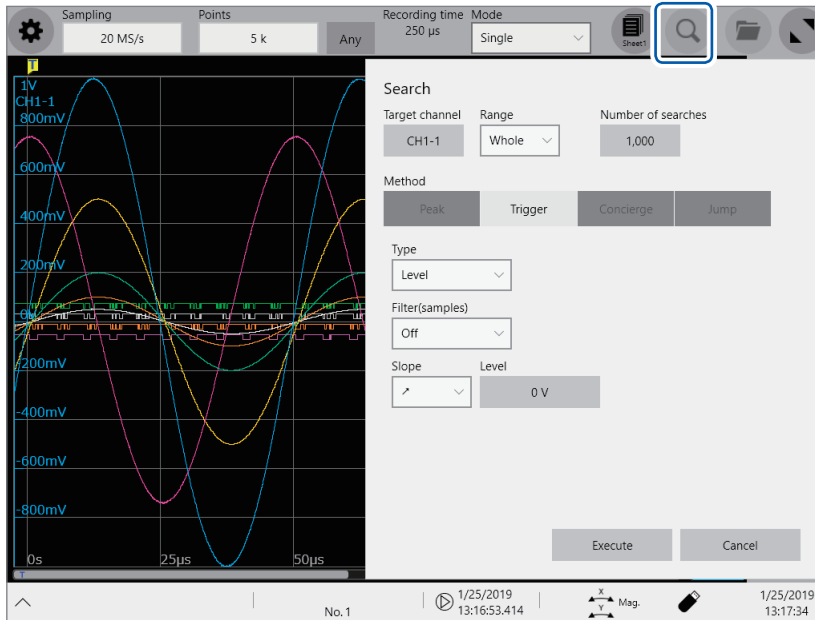 Sampling
20 MS/s
Points
5 k
Any
Recording time
250 µs
Mode
Single
Sheet1
T
1V
CH1-1
800mV
600mV
400mV
200mV
0V
-200mV
-400mV
-600mV
-800mV
0s 25µs 50µs
T
Search
Target channel Range Number of searches
CH1-1 Whole 1,000
Method
Peak Trigger Concierge Jump
Type
Level
Filter(samples)
Off
Slope Level
↗ 0 V
Execute Cancel
No. 1
1/25/2019
13:16:53.414
X
Y
Mag.
1/25/2019
13:17:34